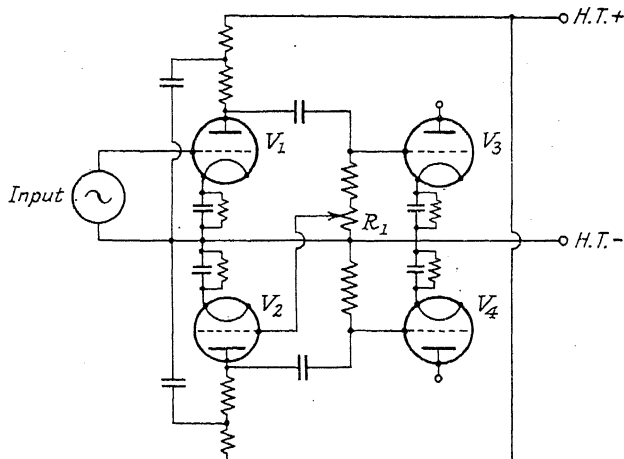 H.T.+
V1
V3
Input
R1
H.T.-
V2
V4